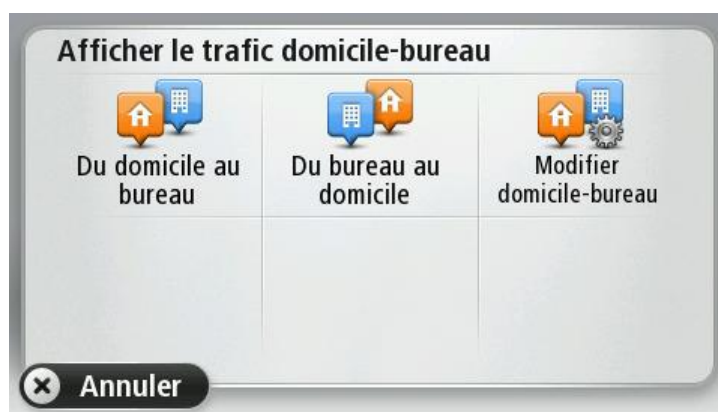 Afficher le trafic domicile-bureau
Du domicile au
bureau
Du bureau au
domicile
Modifier
domicile-bureau
Annuler